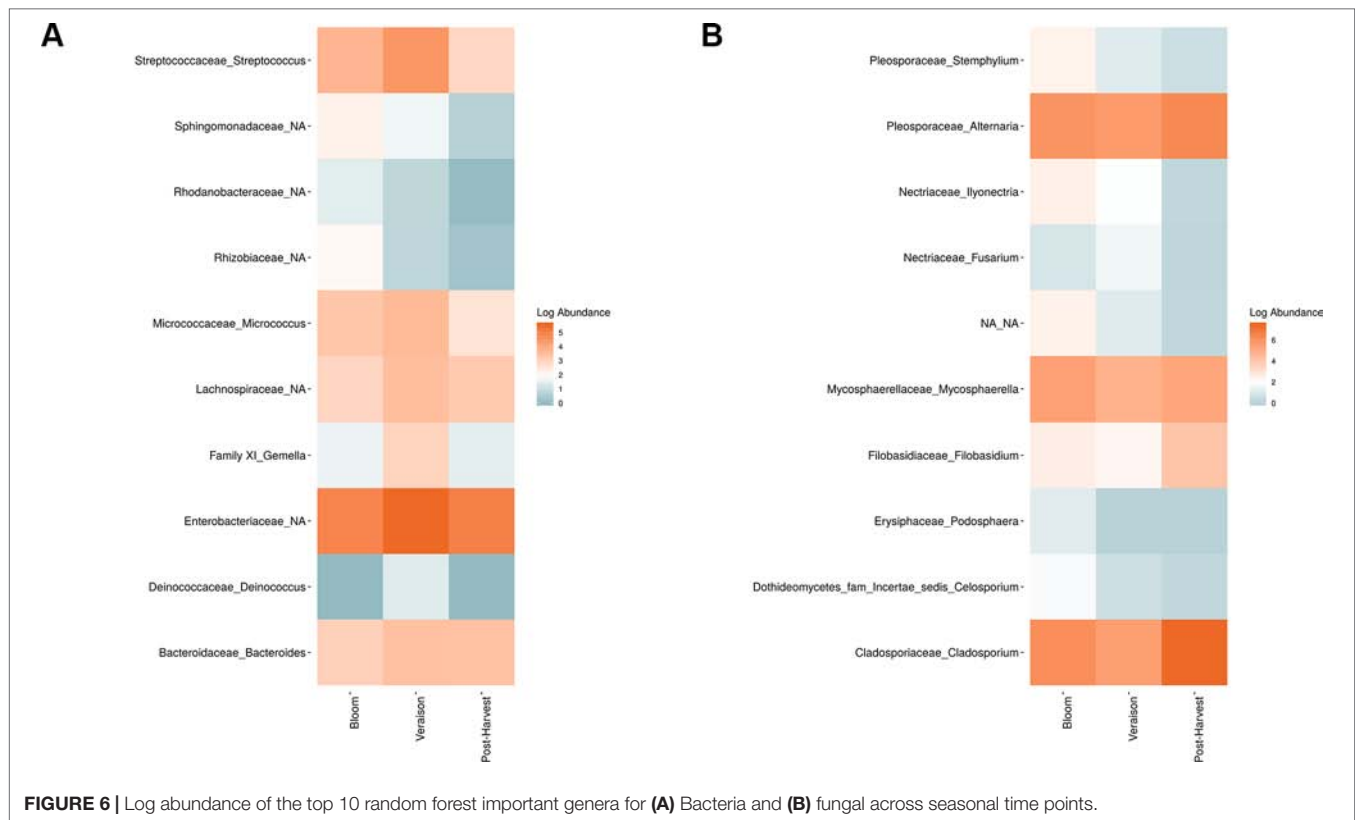 A
Streptococcaceae_Streptococcus
Sphingomonadaceae_NA
Rhodanobacteraceae_NA
Rhizobiaceae_NA
Micrococcaceae_Micrococcus
Lachnospiraceae_NA
Family XI_Gemella
Enterobacteriaceae_NA
Deinococcaceae_Deinococcus
Bacteroidaceae_Bacteroides
Bloom
Veraison
Post-Harvest
Log Abundance
5
4
3
2
1
0
B
Pleosporaceae_Stemphylium
Pleosporaceae_Alternaria
Nectriaceae_Ilyonectria
Nectriaceae_Fusarium
NA_NA
Mycosphaerellaceae_Mycosphaerella
Filobasidiaceae_Filobasidium
Erysiphaceae_Podosphaera
Dothideomycetes_fam_Incertae_sedis_Celosporium
Cladosporiaceae_Cladosporium
Bloom
Veraison
Post-Harvest
Log Abundance
6
4
2
0
FIGURE 6 | Log abundance of the top 10 random forest important genera for (A) Bacteria and (B) fungal across seasonal time points.